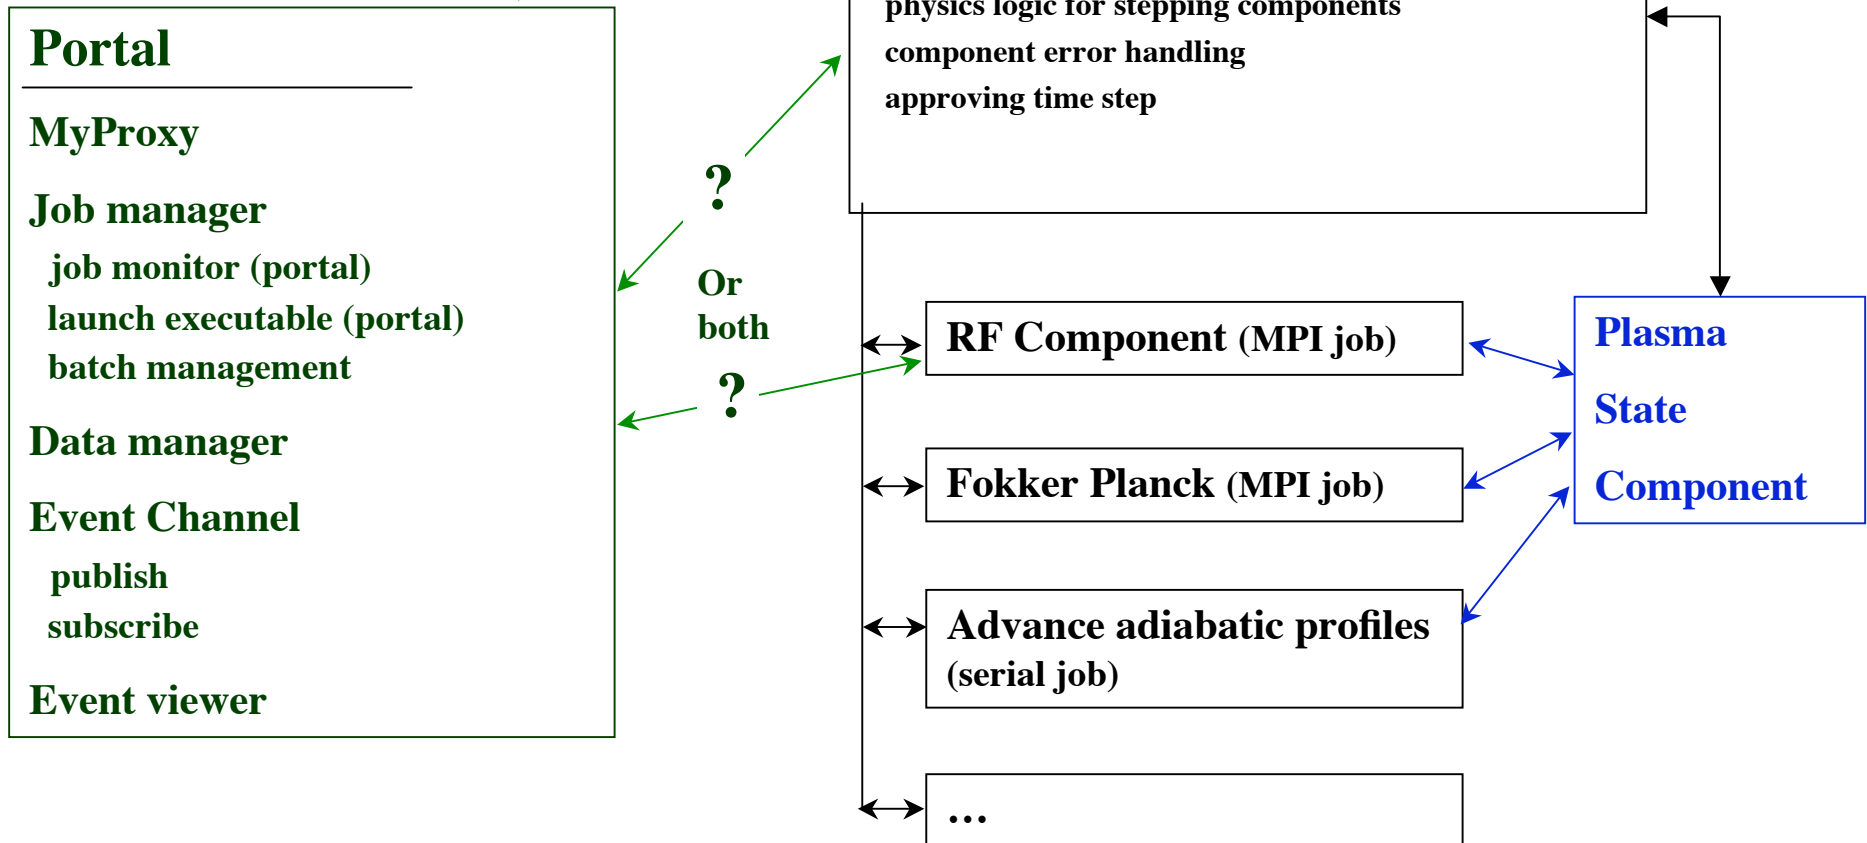 Portal
MyProxy
Job manager
job monitor (portal)
launch executable (portal)
batch management
Data manager
Event Channel
publish
subscribe
Event viewer
?
Or
both
?
physics logic for stepping components
component error handling
approving time step
RF Component (MPI job)
Fokker Planck (MPI job)
Advance adiabatic profiles
(serial job)
…
Plasma
State
Component